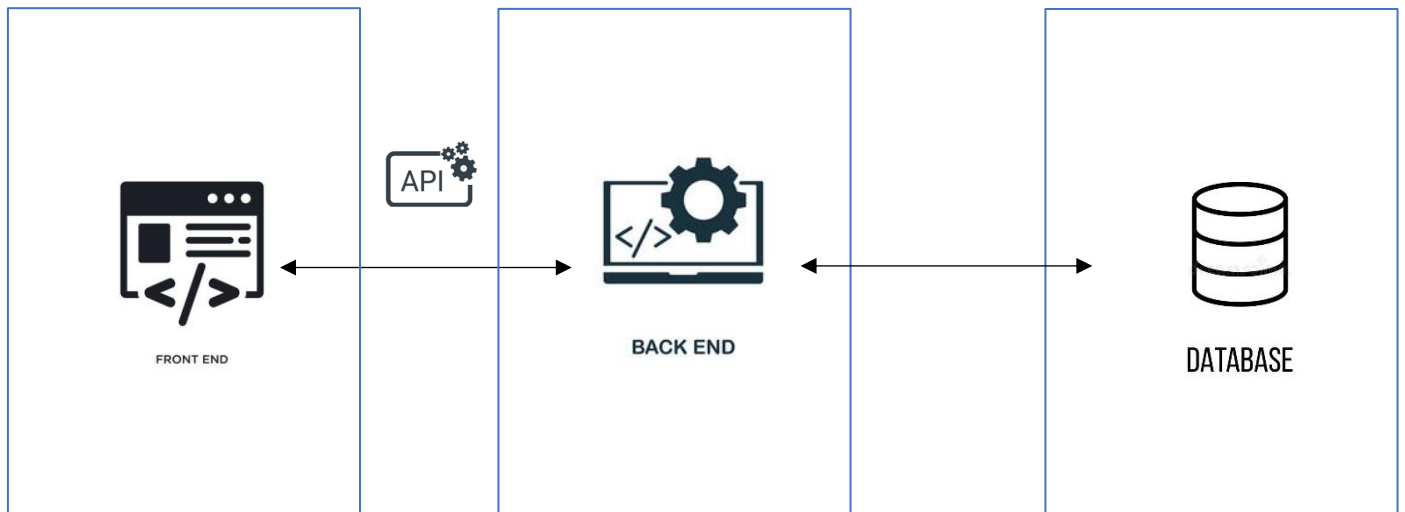 API
</>
</>
FRONT END
BACK END
DATABASE